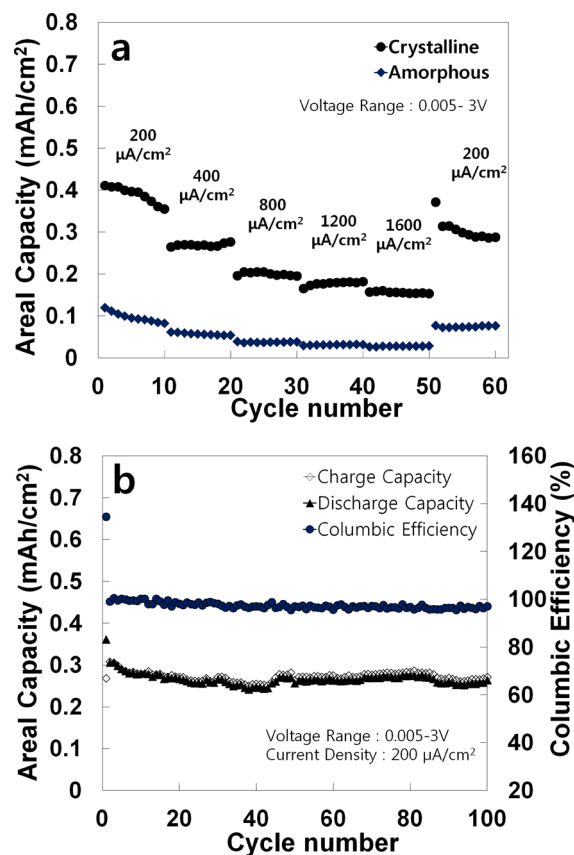 a
Crystalline
Amorphous
Voltage Range : 0.005- 3V
200
µA/cm²
400
µA/cm²
800
µA/cm²
1200
µA/cm²
1600
µA/cm²
200
µA/cm²
Areal Capacity (mAh/cm²)
0.8
0.7
0.6
0.5
0.4
0.3
0.2
0.1
0
0 10 20 30 40 50 60
Cycle number
b
Charge Capacity
Discharge Capacity
Columbic Efficiency
Voltage Range : 0.005-3V
Current Density : 200 µA/cm²
Areal Capacity (mAh/cm²)
0.8
0.7
0.6
0.5
0.4
0.3
0.2
0.1
0
Columbic Efficiency (%)
160
140
120
100
80
60
40
20
0 20 40 60 80 100
Cycle number